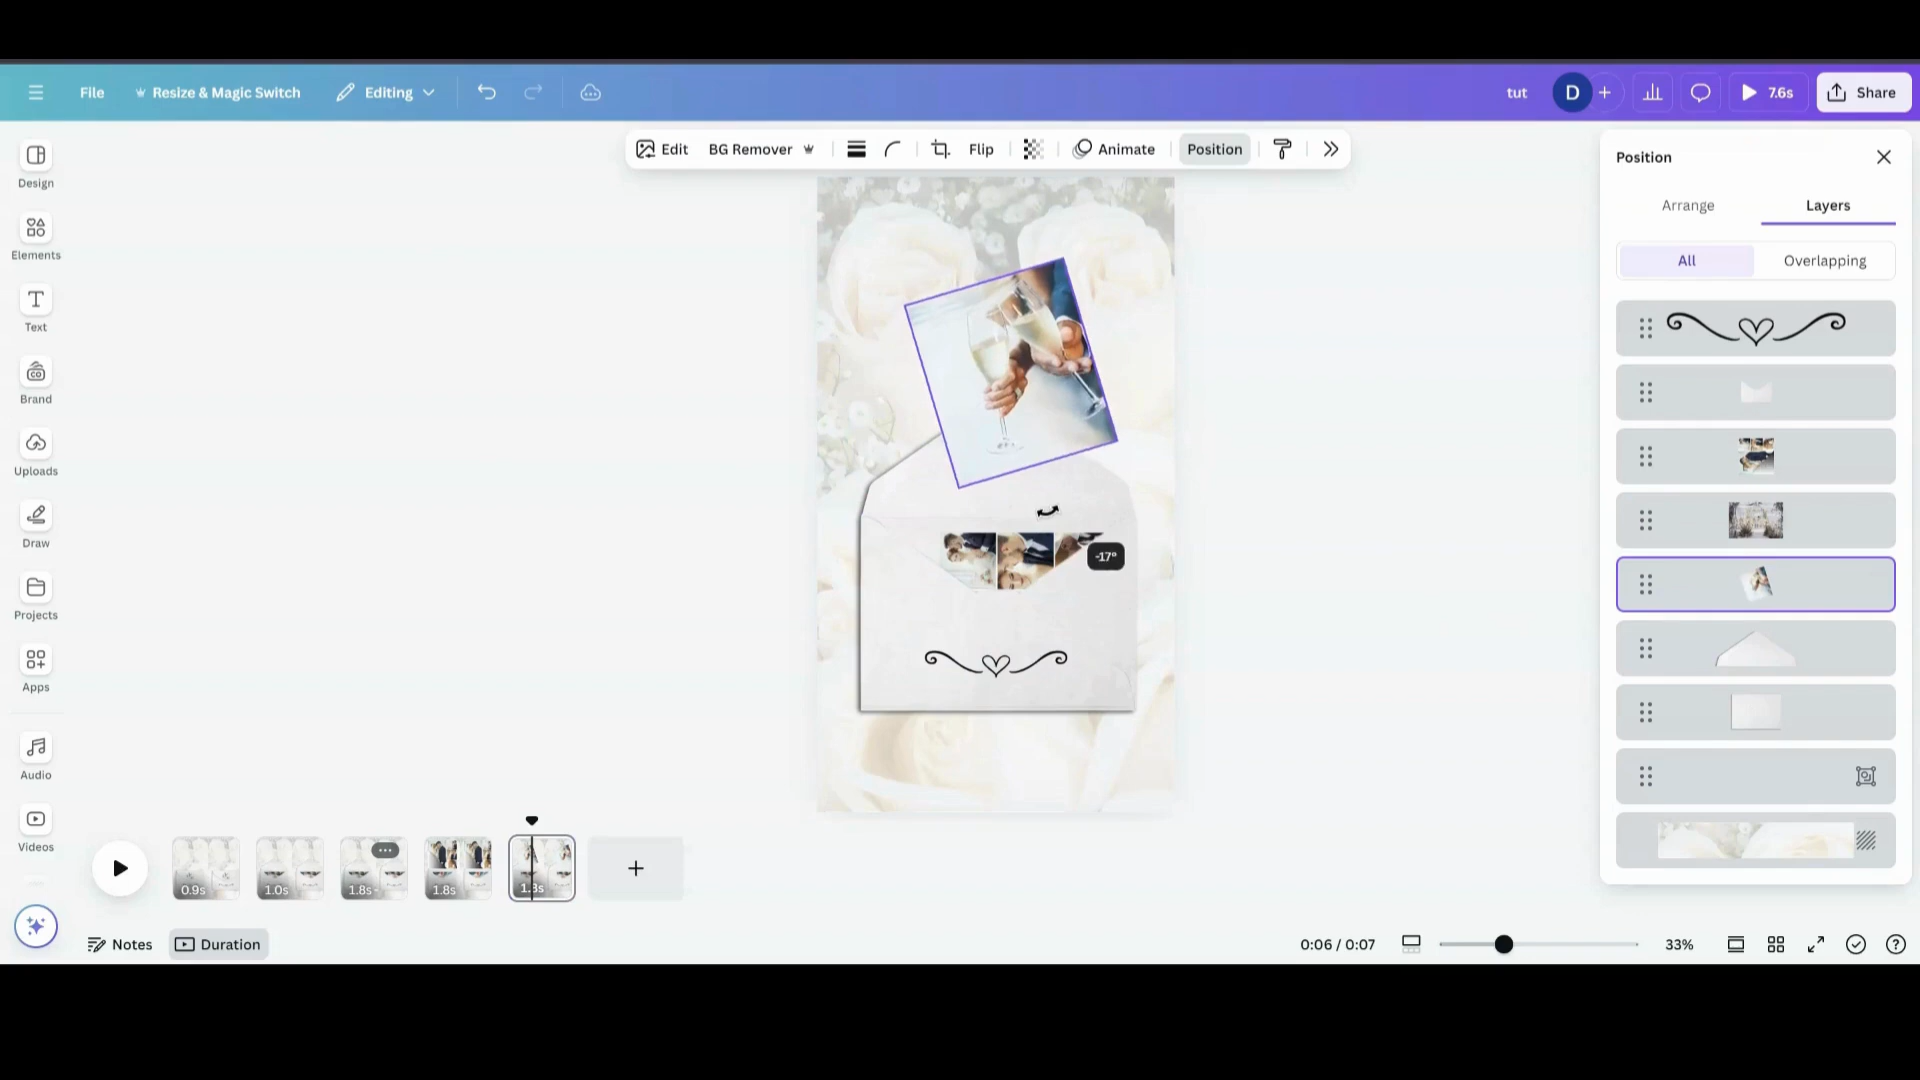 File
Resize & Magic Switch
Editing
tut
D
7.6s
Share
Design
Elements
Text
CO
Brand
Uploads
Draw
Projects
Apps
Audio
Videos
Edit
BG Remover
Flip
Animate
Position
-17°
Position
Arrange
Layers
All
Overlapping
0.9s
1.0s
1.8s
1.8s
Notes
Duration
0:06 / 0:07
33%